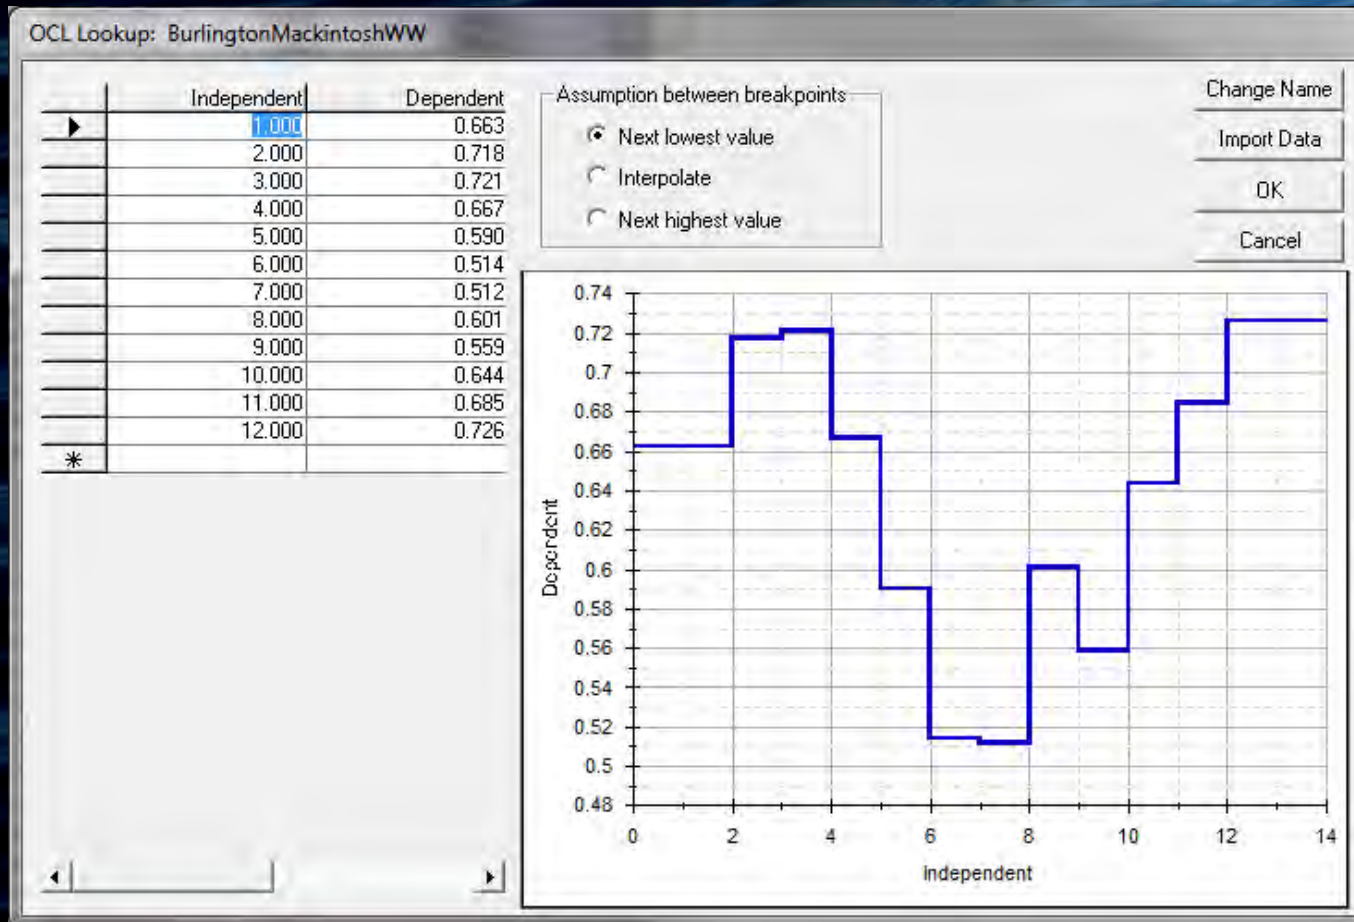 OCL Lookup: BurlingtonMackintoshWW
Independent Dependent
1.000 0.663
2.000 0.718
3.000 0.721
4.000 0.667
5.000 0.590
6.000 0.514
7.000 0.512
8.000 0.601
9.000 0.559
10.000 0.644
11.000 0.685
12.000 0.726
*
Assumption between breakpoints
Next lowest value
Interpolate
Next highest value
Change Name
Import Data
OK
Cancel
0.74
0.72
0.7
0.68
0.66
0.64
0.62
0.6
0.58
0.56
0.54
0.52
0.5
0.48
Dependent
0 2 4 6 8 10 12 14
Independent